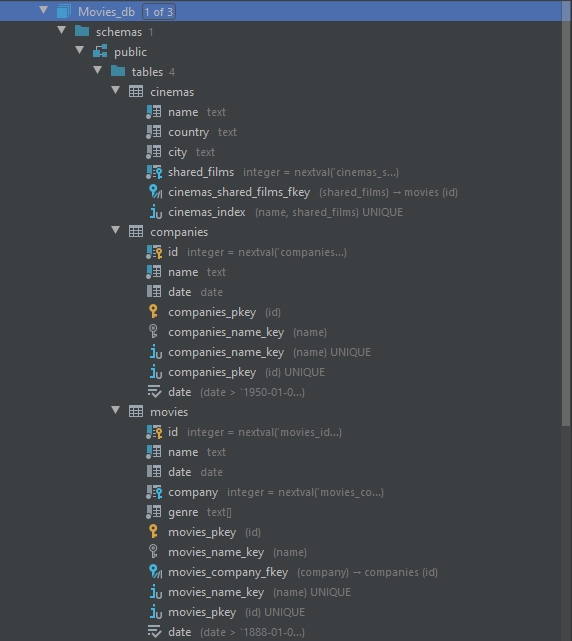 Movies_db 1 of 3
schemas 1
public
tables 4
cinemas
name text
country text
city text
shared_films integer = nextval('cinemas_s...)
cinemas_shared_films_fkey (shared_films) → movies (id)
cinemas_index (name, shared_films) UNIQUE
companies
id integer = nextval('companies...)
name text
date date
companies_pkey (id)
companies_name_key (name)
companies_name_key (name) UNIQUE
companies_pkey (id) UNIQUE
date (date > `1950-01-0...)
movies
id integer = nextval('movies_id...)
name text
date date
company integer = nextval('movies_co...)
genre text[]
movies_pkey (id)
movies_name_key (name)
movies_company_fkey (company) → companies (id)
movies_name_key (name) UNIQUE
movies_pkey (id) UNIQUE
date (date > `1888-01-0...)